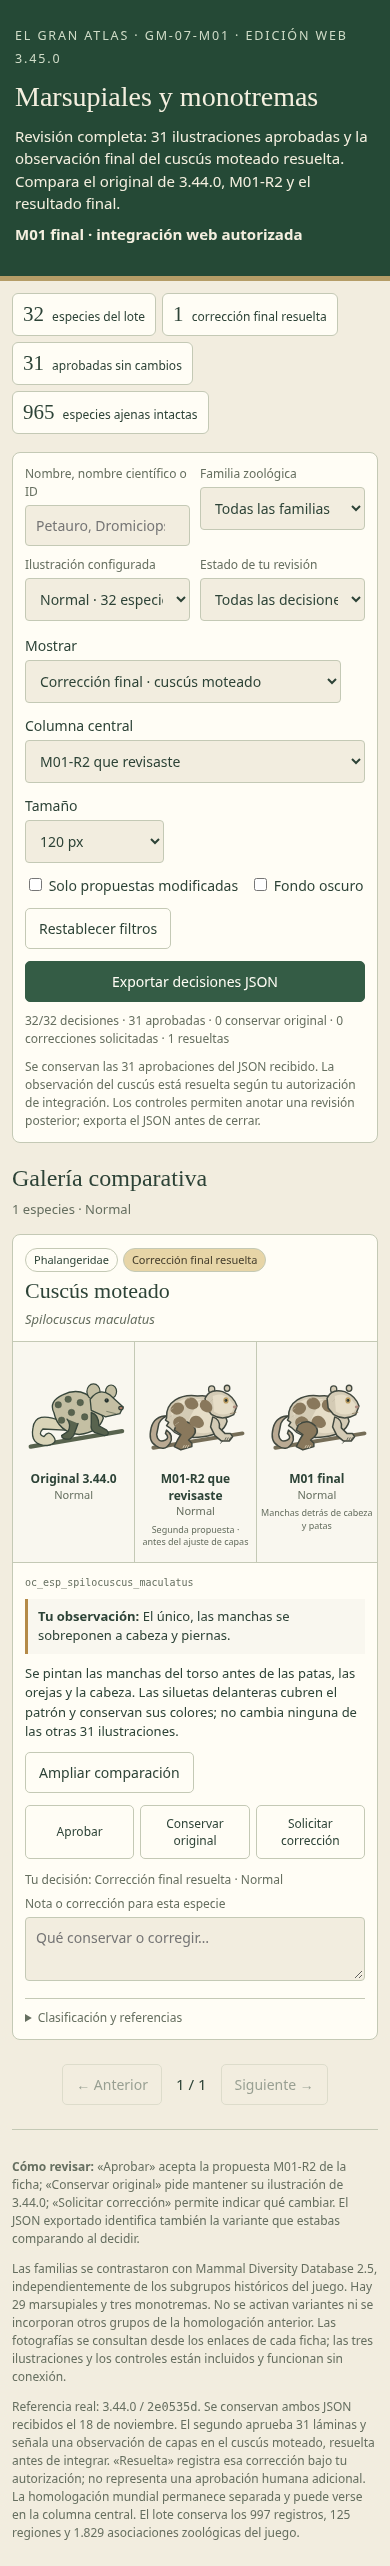 EL GRAN ATLAS · GM-07-M01 · EDICIÓN WEB
3.45.0
Marsupiales y monotremas
Revisión completa: 31 ilustraciones aprobadas y la
observación final del cuscús moteado resuelta.
Compara el original de 3.44.0, M01-R2 y el
resultado final.
M01 final · integración web autorizada
32 especies del lote
1 corrección final resuelta
31 aprobadas sin cambios
965 especies ajenas intactas
Nombre, nombre científico o
ID
Familia zoológica
Petauro, Dromiciops
Todas las familias
Ilustración configurada
Estado de tu revisión
Normal · 32 especi
Todas las decisione
Mostrar
Corrección final · cuscús moteado
Columna central
M01-R2 que revisaste
Tamaño
120 px
Solo propuestas modificadas
Fondo oscuro
Restablecer filtros
Exportar decisiones JSON
32/32 decisiones · 31 aprobadas · 0 conservar original · 0
correcciones solicitadas · 1 resueltas
Se conservan las 31 aprobaciones del JSON recibido. La
observación del cuscús está resuelta según tu autorización
de integración. Los controles permiten anotar una revisión
posterior; exporta el JSON antes de cerrar.
Galería comparativa
1 especies · Normal
Phalangeridae
Corrección final resuelta
Cuscús moteado
Spilocuscus maculatus
Original 3.44.0
Normal
M01-R2 que
revisaste
Normal
Segunda propuesta ·
antes del ajuste de capas
M01 final
Normal
Manchas detrás de cabeza
y patas
oc_esp_spilocuscus_maculatus
Tu observación: El único, las manchas se
sobreponen a cabeza y piernas.
Se pintan las manchas del torso antes de las patas, las
orejas y la cabeza. Las siluetas delanteras cubren el
patrón y conservan sus colores; no cambia ninguna de
las otras 31 ilustraciones.
Ampliar comparación
Aprobar
Conservar
original
Solicitar
corrección
Tu decisión: Corrección final resuelta · Normal
Nota o corrección para esta especie
Qué conservar o corregir...
Clasificación y referencias
← Anterior
1 / 1
Siguiente →
Cómo revisar: «Aprobar» acepta la propuesta M01-R2 de la
ficha; «Conservar original» pide mantener su ilustración de
3.44.0; «Solicitar corrección» permite indicar qué cambiar. El
JSON exportado identifica también la variante que estabas
comparando al decidir.
Las familias se contrastaron con Mammal Diversity Database 2.5,
independientemente de los subgrupos históricos del juego. Hay
29 marsupiales y tres monotremas. No se activan variantes ni se
incorporan otros grupos de la homologación anterior. Las
fotografías se consultan desde los enlaces de cada ficha; las tres
ilustraciones y los controles están incluidos y funcionan sin
conexión.
Referencia real: 3.44.0 / 2e0535d. Se conservan ambos JSON
recibidos el 18 de noviembre. El segundo aprueba 31 láminas y
señala una observación de capas en el cuscús moteado, resuelta
antes de integrar. «Resuelta» registra esa corrección bajo tu
autorización; no representa una aprobación humana adicional.
La homologación mundial permanece separada y puede verse
en la columna central. El lote conserva los 997 registros, 125
regiones y 1.829 asociaciones zoológicas del juego.